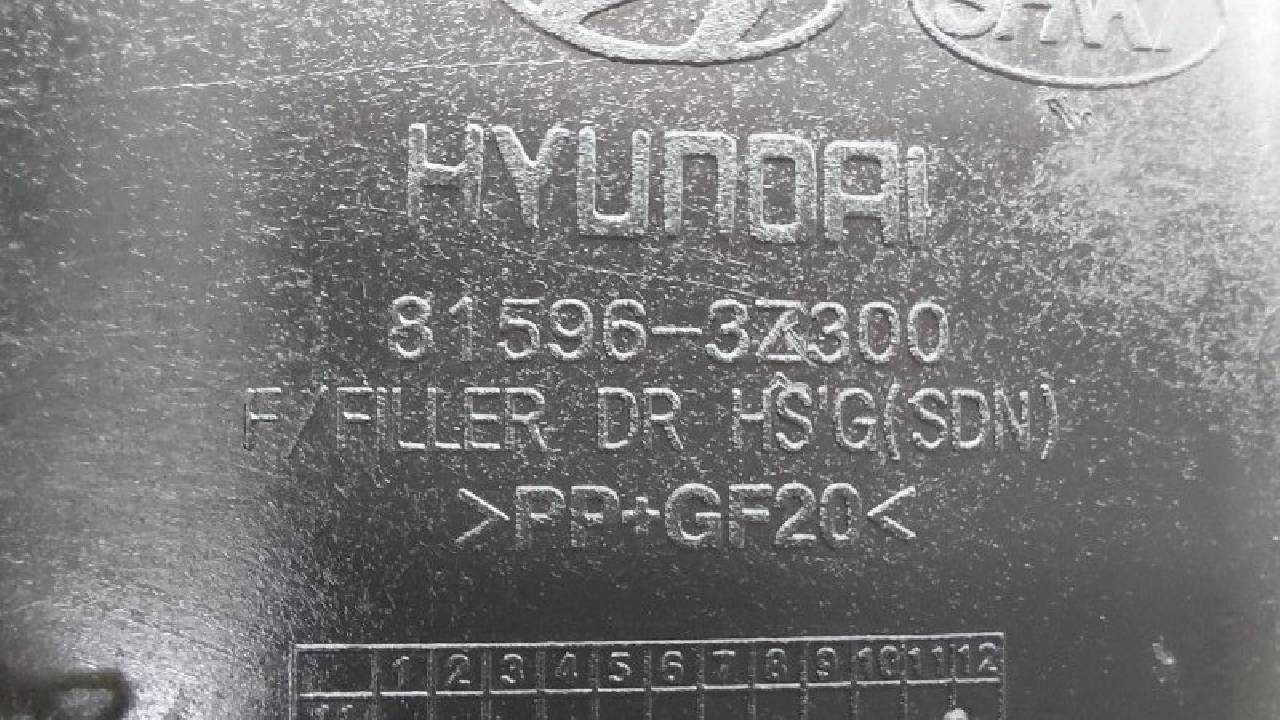 SHW
HYUNDAI
81596-3Z300
F/FILLER DR HS'G(SDN)
>PP+GF20<
1 2 3 4 5 6 7 8 9 10 11 12